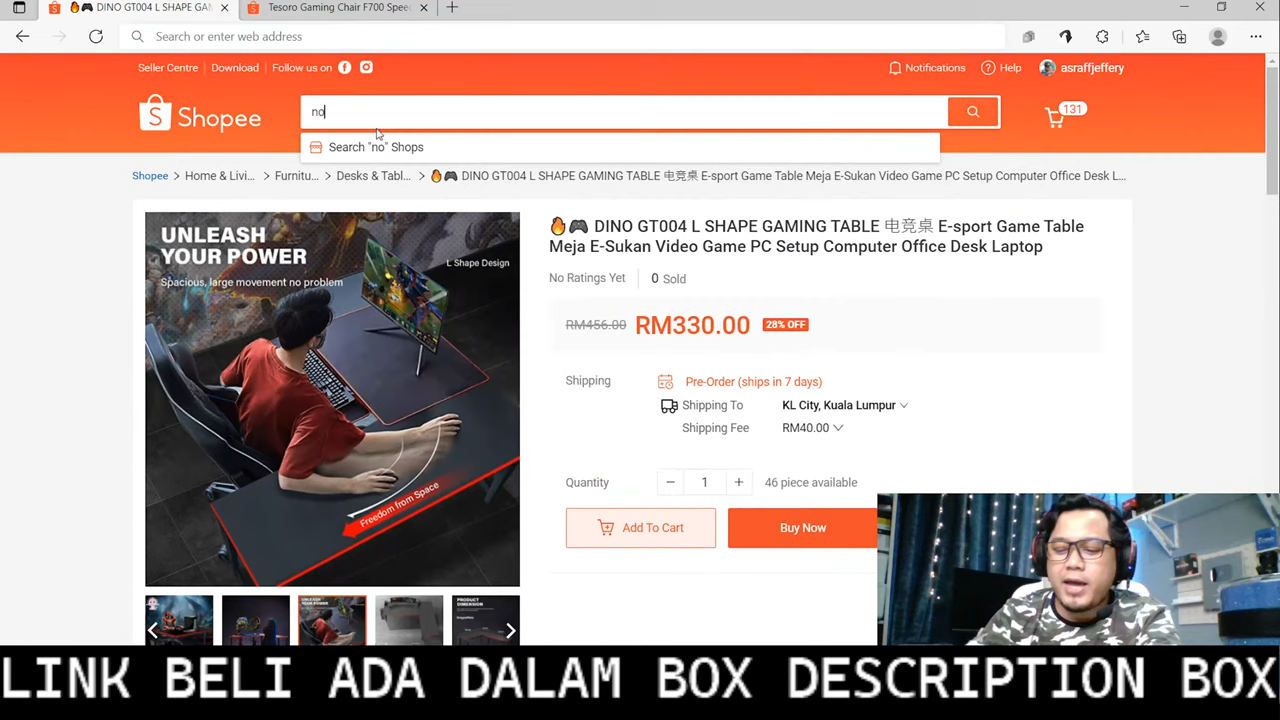 🔥🎮 DINO GT004 L SHAPE GAM
Tesoro Gaming Chair F700 Speed
Search or enter web address
Seller Centre
Download
Follow us on
Notifications
Help
asraffjeffery
Shopee
no
131
Search "no" Shops
Shopee > Home & Livi... > Furnitu... > Desks & Tabl... > 🔥🎮 DINO GT004 L SHAPE GAMING TABLE 电竞桌 E-sport Game Table Meja E-Sukan Video Game PC Setup Computer Office Desk L...
UNLEASH
YOUR POWER
Spacious, large movement no problem
L Shape Design
Freedom from Space
🔥🎮 DINO GT004 L SHAPE GAMING TABLE 电竞桌 E-sport Game Table
Meja E-Sukan Video Game PC Setup Computer Office Desk Laptop
No Ratings Yet
0 Sold
RM456.00 RM330.00 28% OFF
Shipping
Pre-Order (ships in 7 days)
Shipping To KL City, Kuala Lumpur
Shipping Fee RM40.00
Quantity - 1 + 46 piece available
Add To Cart
Buy Now
LINK BELI ADA DALAM BOX DESCRIPTION BOX